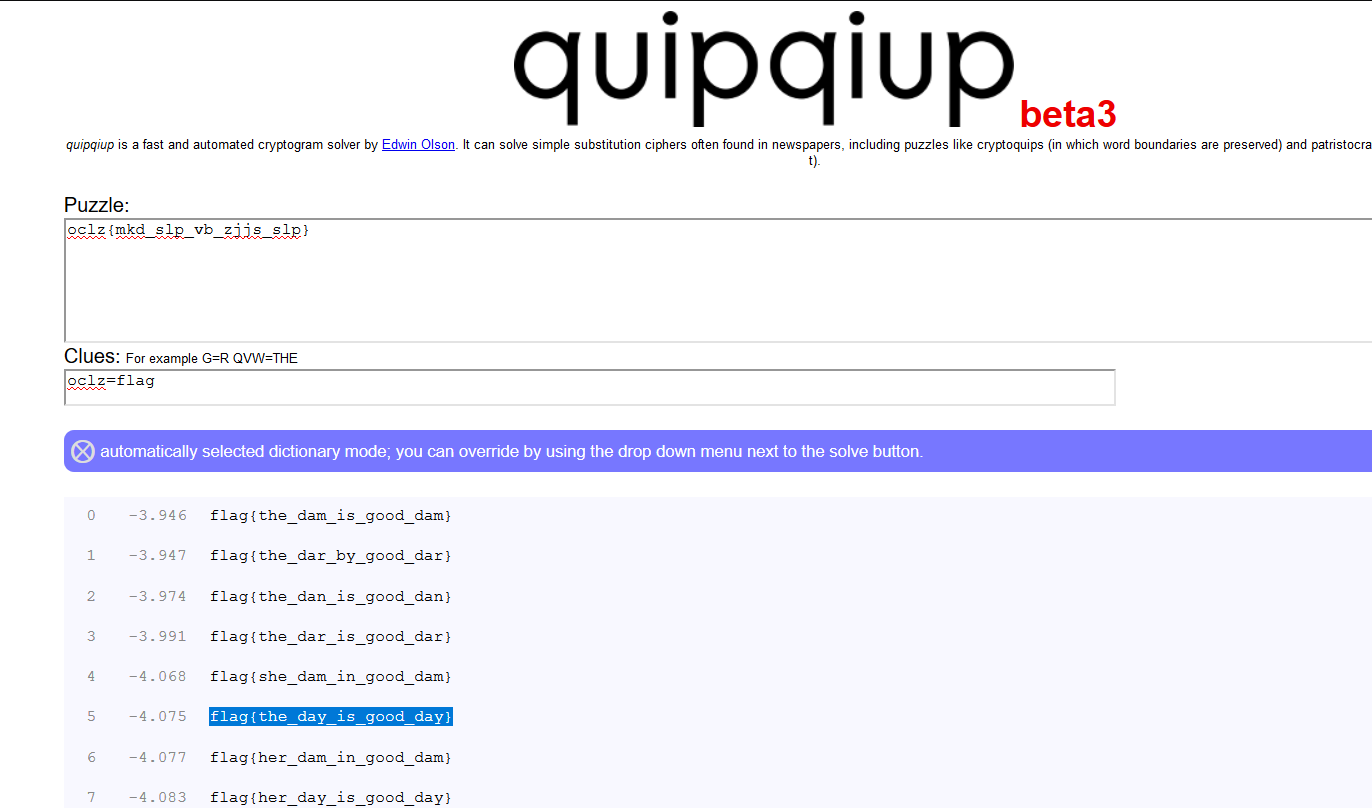 quipqiup beta3
quipqiup is a fast and automated cryptogram solver by Edwin Olson. It can solve simple substitution ciphers often found in newspapers, including puzzles like cryptoquips (in which word boundaries are preserved) and patristocra
t).
Puzzle:
oclz{mkd_slp_vb_zjjs_slp}
Clues: For example G=R QVW=THE
oclz=flag
automatically selected dictionary mode; you can override by using the drop down menu next to the solve button.
0 -3.946 flag{the_dam_is_good_dam}
1 -3.947 flag{the_dar_by_good_dar}
2 -3.974 flag{the_dan_is_good_dan}
3 -3.991 flag{the_dar_is_good_dar}
4 -4.068 flag{she_dam_in_good_dam}
5 -4.075 flag{the_day_is_good_day}
6 -4.077 flag{her_dam_in_good_dam}
7 -4.083 flag{her_day_is_good_day}